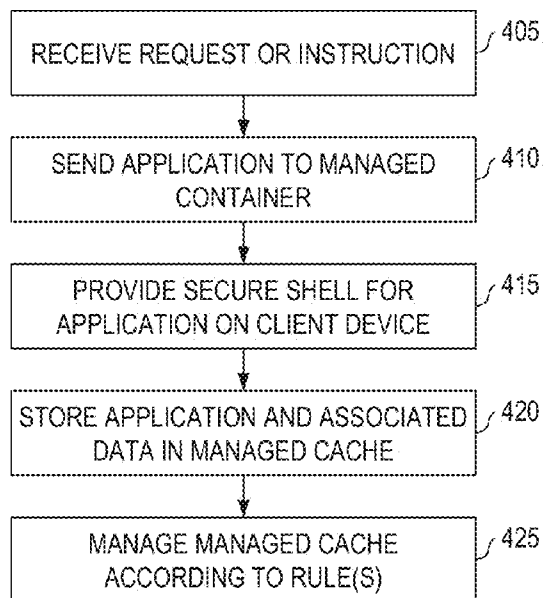 RECEIVE REQUEST OR INSTRUCTION
405
SEND APPLICATION TO MANAGED
CONTAINER
410
PROVIDE SECURE SHELL FOR
APPLICATION ON CLIENT DEVICE
415
STORE APPLICATION AND ASSOCIATED
DATA IN MANAGED CACHE
420
MANAGE MANAGED CACHE
ACCORDING TO RULE(S)
425